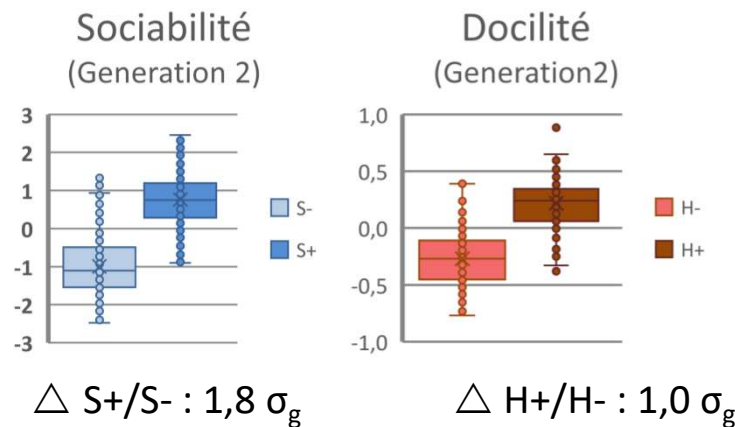 Sociabilité
(Generation 2)
3
2
1
0
-1
-2
-3
S-
S+
△ S+/S- : 1,8 σg
Docilité
(Generation2)
1,0
0,5
0,0
-0,5
-1,0
H-
H+
△ H+/H- : 1,0 σg